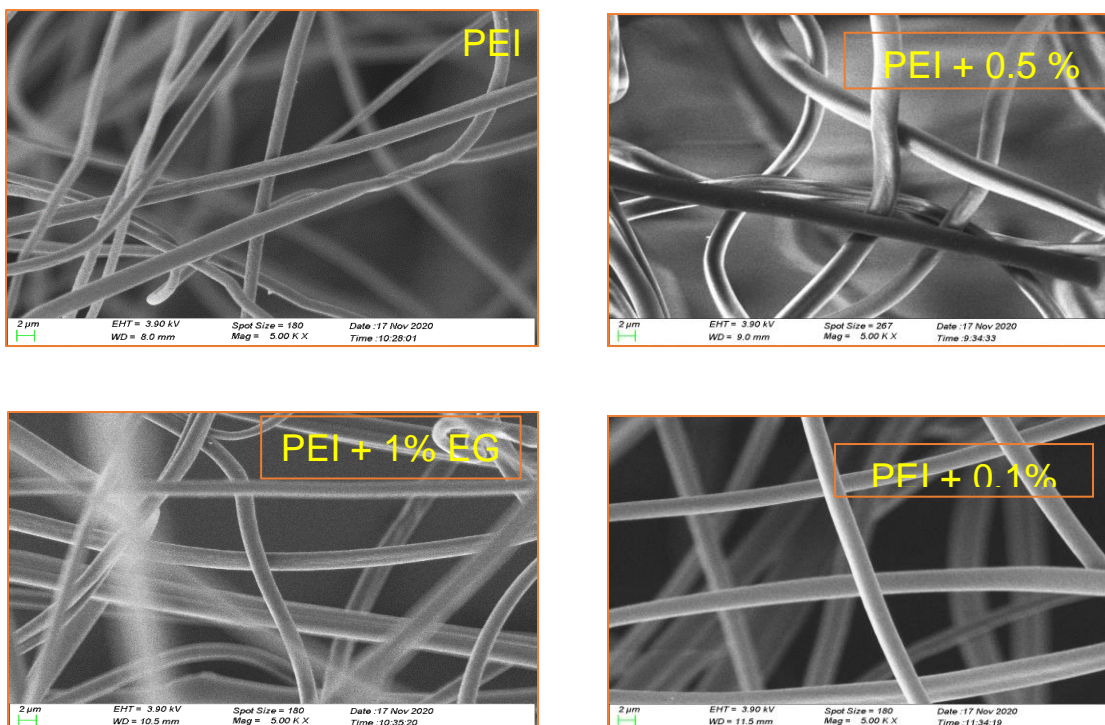 PEI
2 µm EHT = 3.90 kV Spot Size = 180 Date :17 Nov 2020
WD = 8.0 mm Mag = 5.00 K X Time :10:28:01
PEI + 0.5 %
2 µm EHT = 3.90 kV Spot Size = 267 Date :17 Nov 2020
WD = 9.0 mm Mag = 5.00 K X Time :9:34:33
PEI + 1% EG
2 µm EHT = 3.90 kV Spot Size = 180 Date :17 Nov 2020
WD = 10.5 mm Mag = 5.00 K X Time :10:35:20
PEI + 0.1%
2 µm EHT = 3.90 kV Spot Size = 180 Date :17 Nov 2020
WD = 11.5 mm Mag = 5.00 K X Time :11:34:19